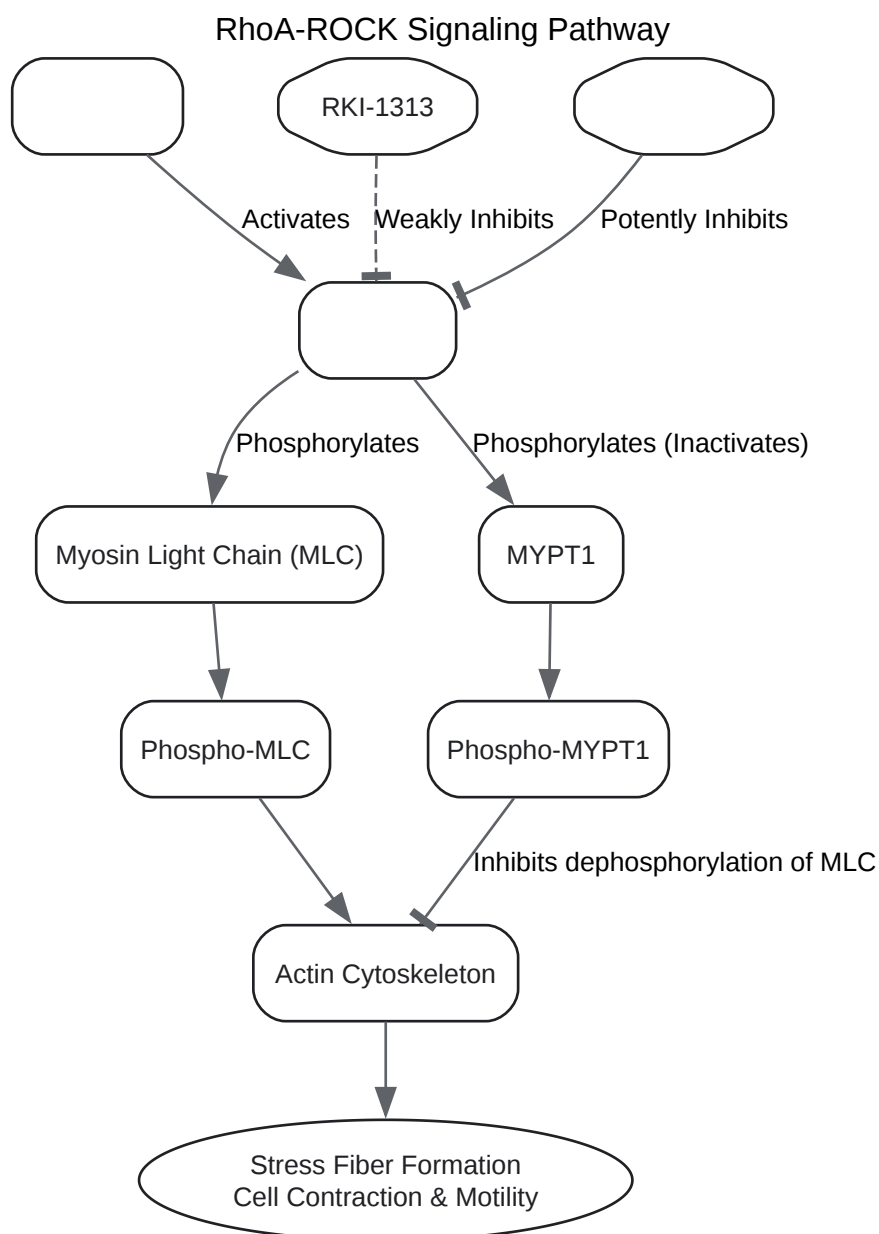 RhoA-ROCK Signaling Pathway
RKI-1313
Activates
Weakly Inhibits
Potently Inhibits
Phosphorylates
Phosphorylates (Inactivates)
Myosin Light Chain (MLC)
MYPT1
Phospho-MLC
Phospho-MYPT1
Inhibits dephosphorylation of MLC
Actin Cytoskeleton
Stress Fiber Formation
Cell Contraction & Motility